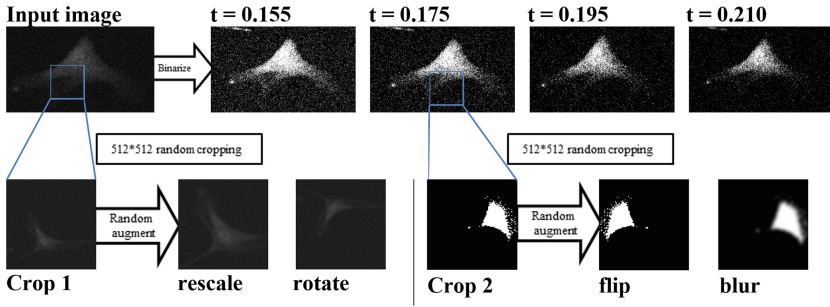 Input image
t = 0.155
t = 0.175
t = 0.195
t = 0.210
Binarize
512*512 random cropping
512*512 random cropping
Random
augment
Random
augment
Crop 1
rescale
rotate
Crop 2
flip
blur